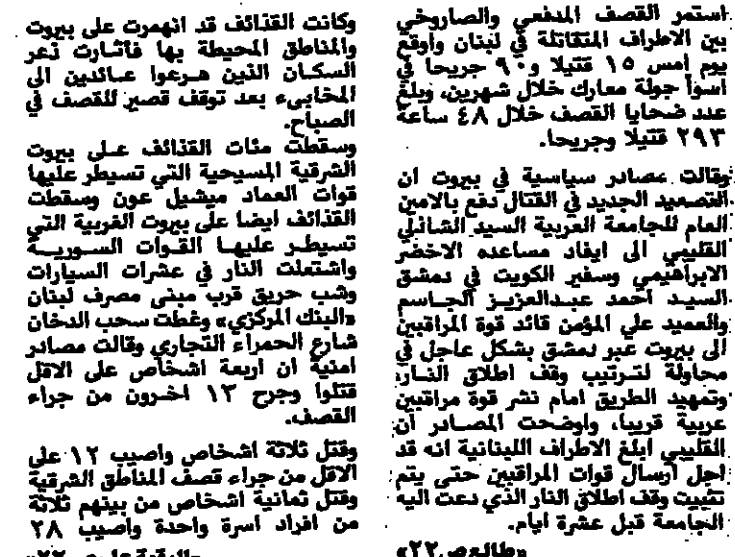 استمر القصف المدفعي والصاروخي
بين الاطراف المتقاتلة في لبنان واوقع
يوم امس ١٥ قتيلا و٩٠ جريحا في
اسوأ جولة معارك خلال شهرين، وبلغ
عدد ضحايا القصف خلال ٤٨ ساعة
٢٩٣ قتيلا وجريحا.
وقالت مصادر سياسية في بيروت ان
التصعيد الجديد في القتال دفع بالامين
العام للجامعة العربية السيد الشاذلي
القليبي الى ايفاد مساعده الاخضر
الابراهيمي وسفير الكويت في دمشق
السيد احمد عبدالعزيز الجاسم
والعميد علي المؤمن قائد قوة المراقبين
الى بيروت عبر دمشق بشكل عاجل في
محاولة لترتيب وقف اطلاق النار،
وتمهيد الطريق امام نشر قوة مراقبين
عربية قريبا، واوضحت المصادر أن
القليبي ابلغ الاطراف اللبنانية انه قد
اجل ارسال قوات المراقبين حتى يتم
تثبيت وقف اطلاق النار الذي دعت اليه
الجامعة قبل عشرة ايام.
«طالع ص٢٢»
وكانت القذائف قد انهمرت على بيروت
والمناطق المحيطة بها فأثارت ذعر
السكان الذين هرعوا عائدين الى
المخابىء بعد توقف قصير للقصف في
الصباح.
وسقطت مئات القذائف على بيروت
الشرقية المسيحية التي تسيطر عليها
قوات العماد ميشيل عون وسقطت
القذائف ايضا على بيروت الغربية التي
تسيطر عليها القوات السورية
واشتعلت النار في عشرات السيارات
وشب حريق قرب مبنى مصرف لبنان
«البنك المركزي» وغطت سحب الدخان
شارع الحمراء التجاري وقالت مصادر
امنية ان اربعة اشخاص على الاقل
قتلوا وجرح ١٣ اخرون من جراء
القصف.
وقتل ثلاثة اشخاص واصيب ١٢ على
الاقل من جراء قصف المناطق الشرقية
وقتل ثمانية اشخاص من بينهم ثلاثة
من افراد اسرة واحدة واصيب ٢٨
«البقية على ص ٢٢»